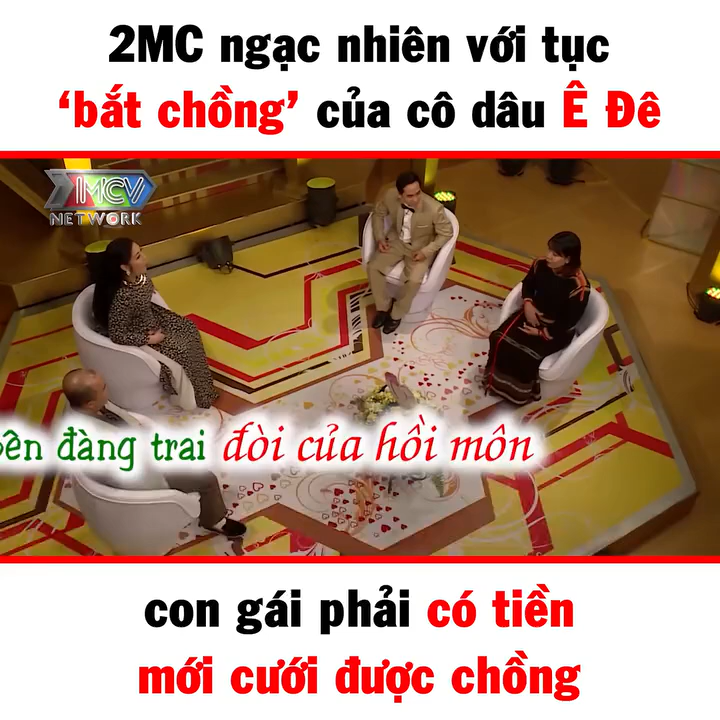 2MC ngạc nhiên với tục
‘bắt chồng’ của cô dâu Ê Đê
MCV
NETWORK
bên đàng trai đòi của hồi môn
con gái phải có tiền
mới cưới được chồng